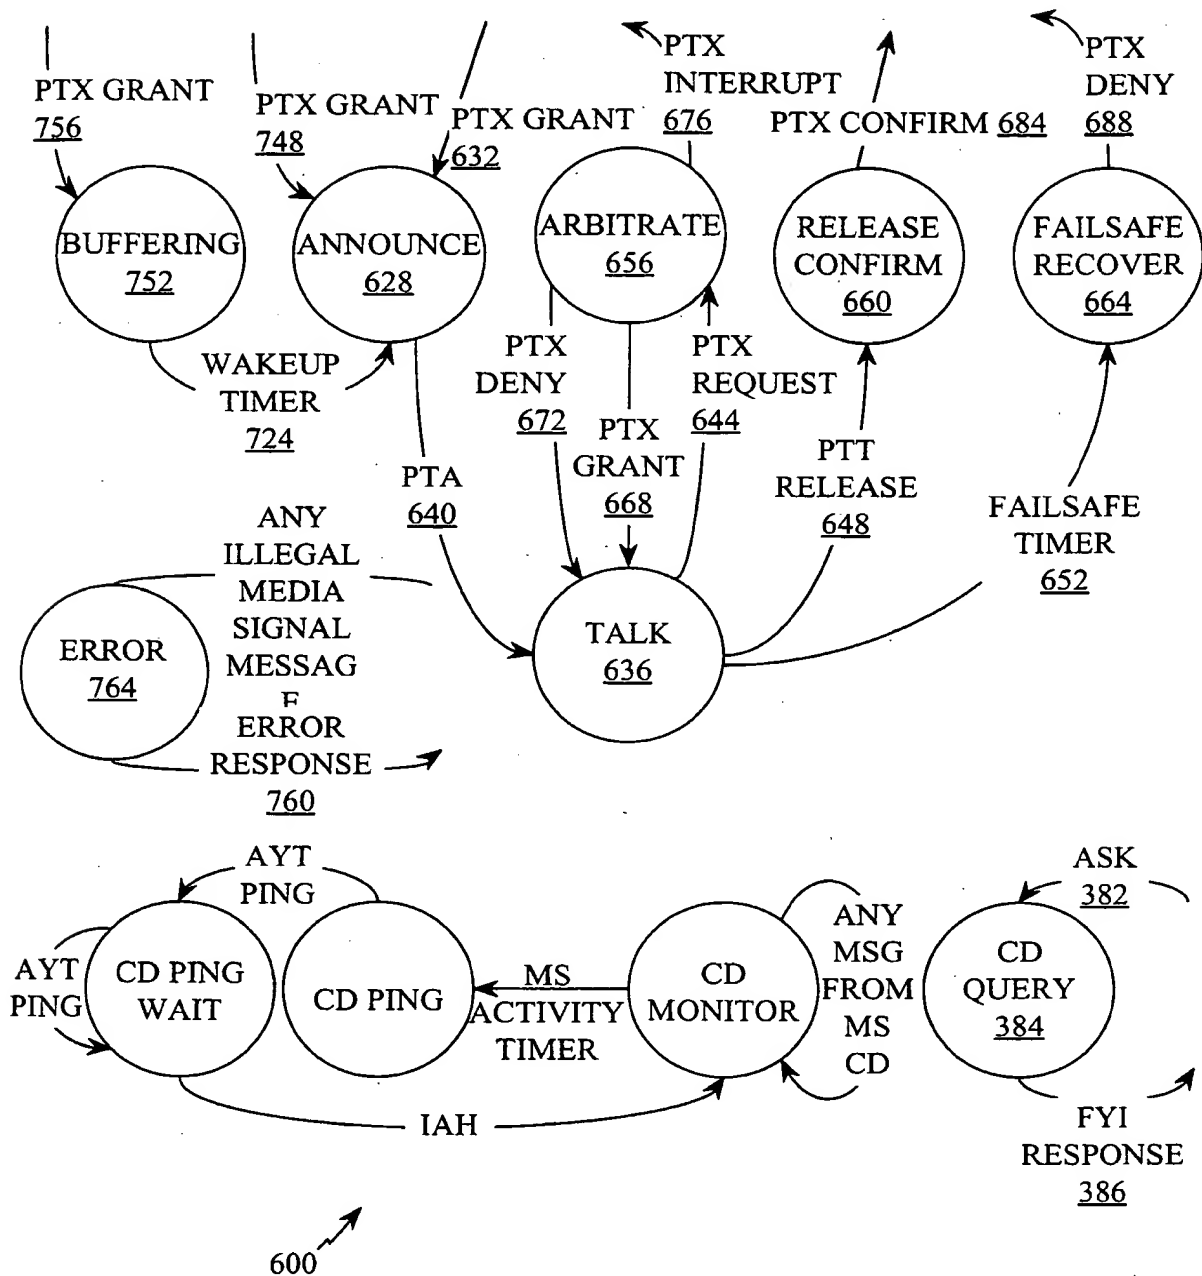 PTX GRANT
756
PTX GRANT
748
PTX GRANT
632
PTX
INTERRUPT
676
PTX CONFIRM 684
PTX
DENY
688
BUFFERING
752
ANNOUNCE
628
ARBITRATE
656
RELEASE
CONFIRM
660
FAILSAFE
RECOVER
664
WAKEUP
TIMER
724
PTX
DENY
672
PTX
GRANT
668
PTX
REQUEST
644
PTA
640
PTT
RELEASE
648
FAILSAFE
TIMER
652
ANY
ILLEGAL
MEDIA
SIGNAL
MESSAG
E
ERROR
764
TALK
636
ERROR
RESPONSE
760
AYT
PING
AYT
PING
CD PING
WAIT
CD PING
MS
ACTIVITY
TIMER
CD
MONITOR
ANY
MSG
FROM
MS
CD
ASK
382
CD
QUERY
384
IAH
FYI
RESPONSE
386
600